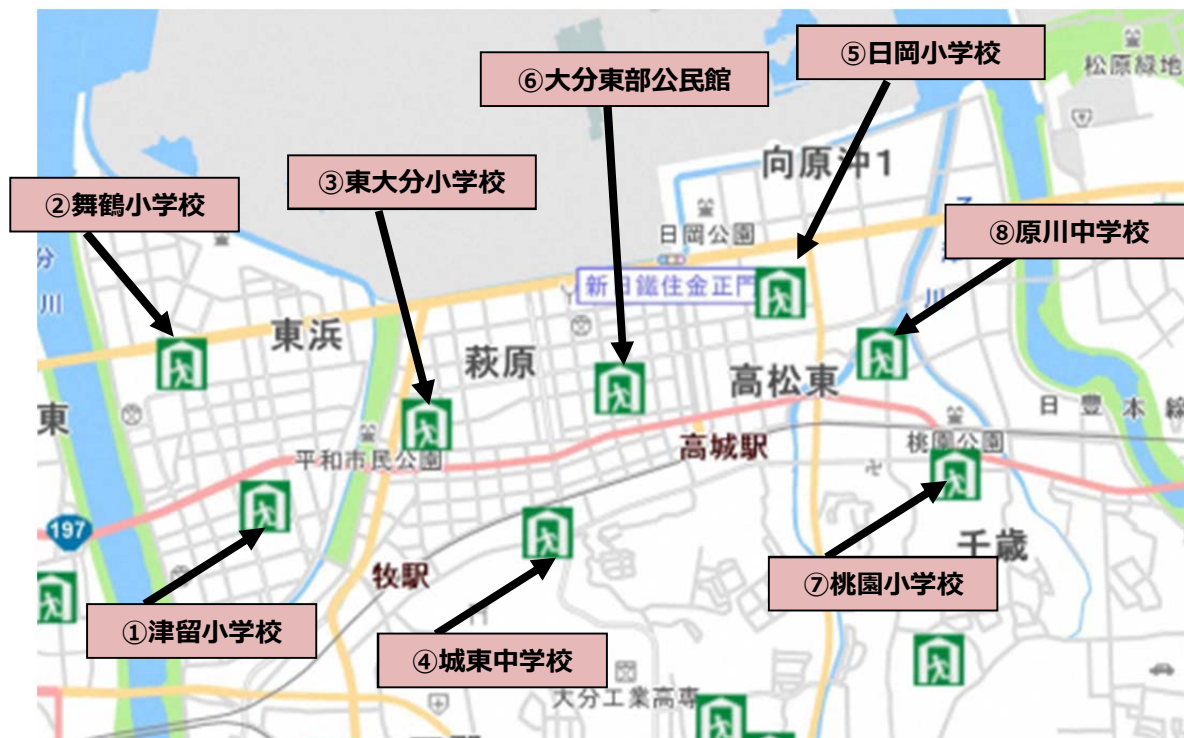 ⑤日岡小学校
松原緑地
⑥大分東部公民館
向原沖1
③東大分小学校
②舞鶴小学校
日岡公園
⑧原川中学校
分
川
新日鐵住金正門
乙
川
東浜
萩原
高松東
東
日豊本線
平和市民公園
高城駅
桃園公園
197
千歳
牧駅
⑦桃園小学校
①津留小学校
④城東中学校
大分工業高専